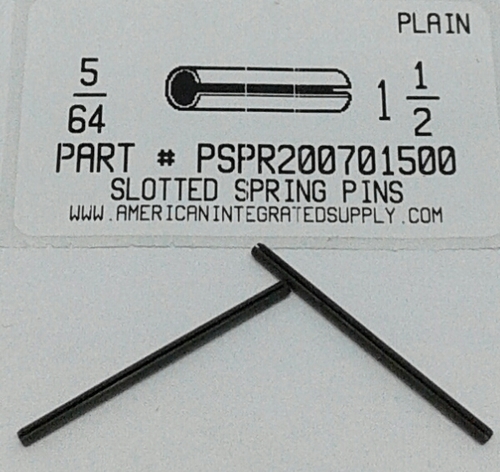 PLAIN
5/64
1 1/2
PART # PSPR200701500
SLOTTED SPRING PINS
WWW.AMERICANINTEGRATEDSUPPLY.COM